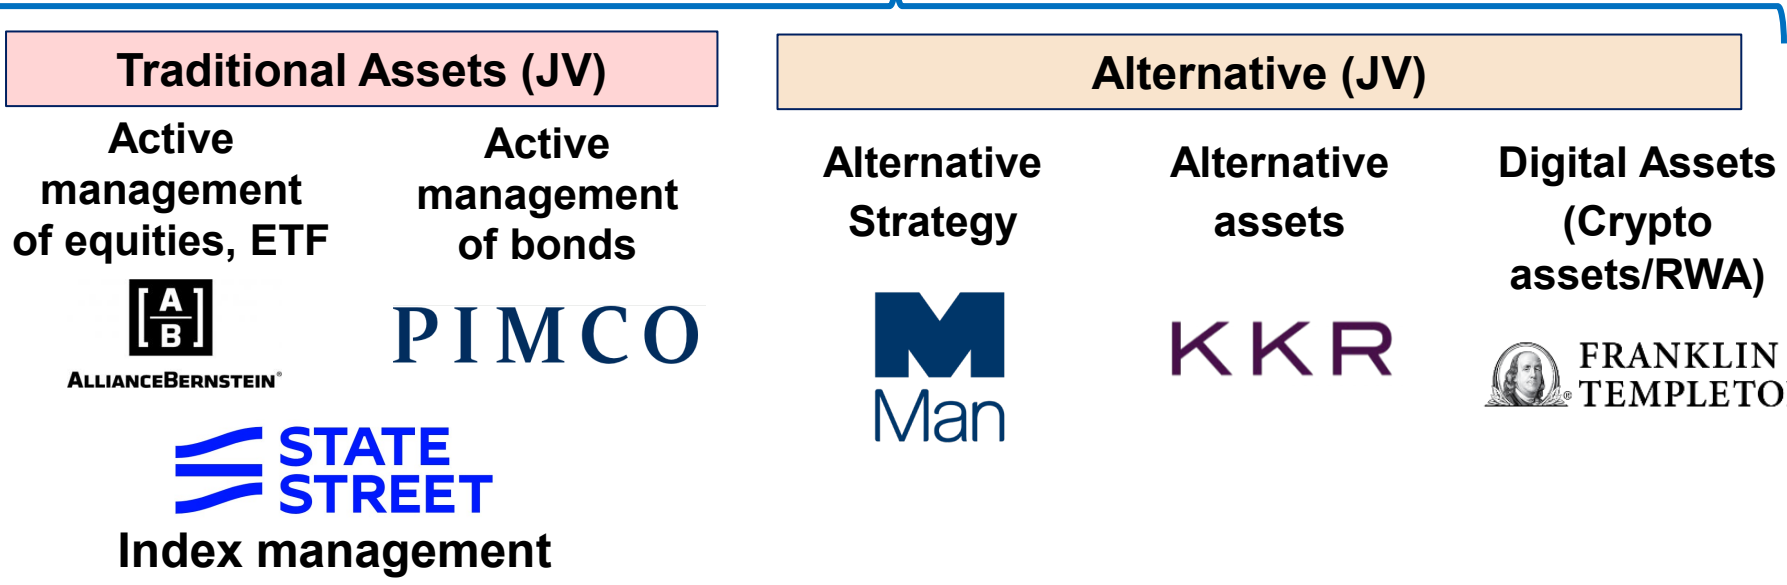 Traditional Assets (JV)
Active
management
of equities, ETF
A
B
ALLIANCEBERNSTEIN®
Active
management
of bonds
PIMCO
STATE
STREET
Index management
Alternative (JV)
Alternative
Strategy
M
Man
Alternative
assets
KKR
Digital Assets
(Crypto
assets/RWA)
FRANKLIN
® TEMPLETO